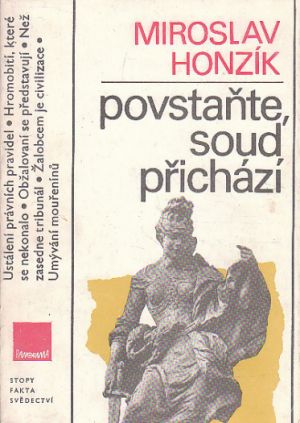 MIROSLAV
HONZÍK
povstaňte,
soud
přichází
Ustálení právních pravidel • Hromobití, které
se nekonalo • Obžalovaní se představují • Než
zasedne tribunál • Žalobcem je civilizace •
Umývání mouřenínů
PANORAMA
STOPY
FAKTA
SVĚDECTVÍ